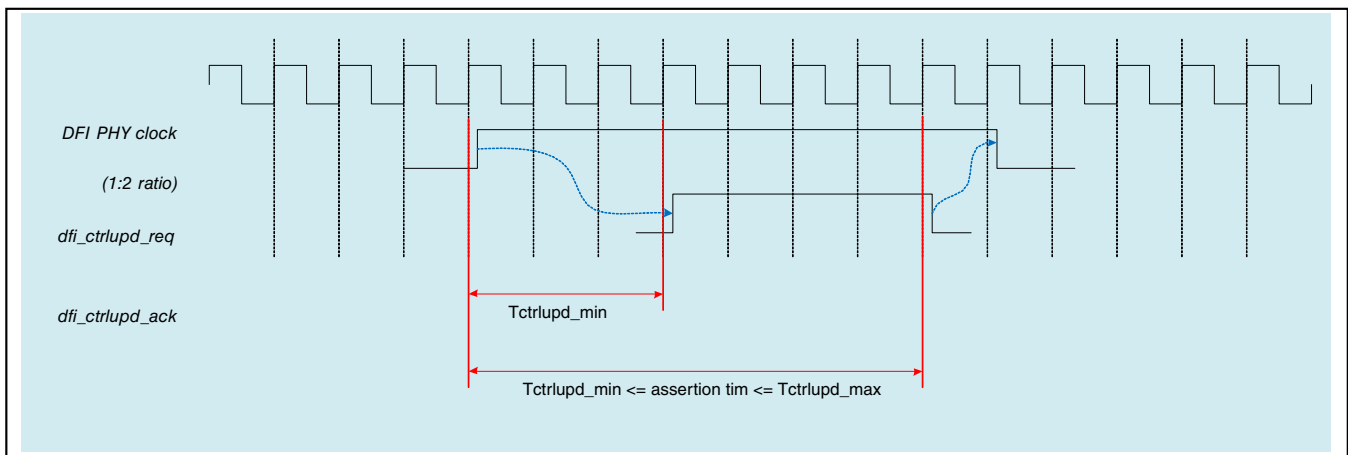 DFI PHY clock
(1:2 ratio)
dfi_ctrlupd_req
dfi_ctrlupd_ack
Tctrlupd_min
Tctrlupd_min <= assertion tim <= Tctrlupd_max